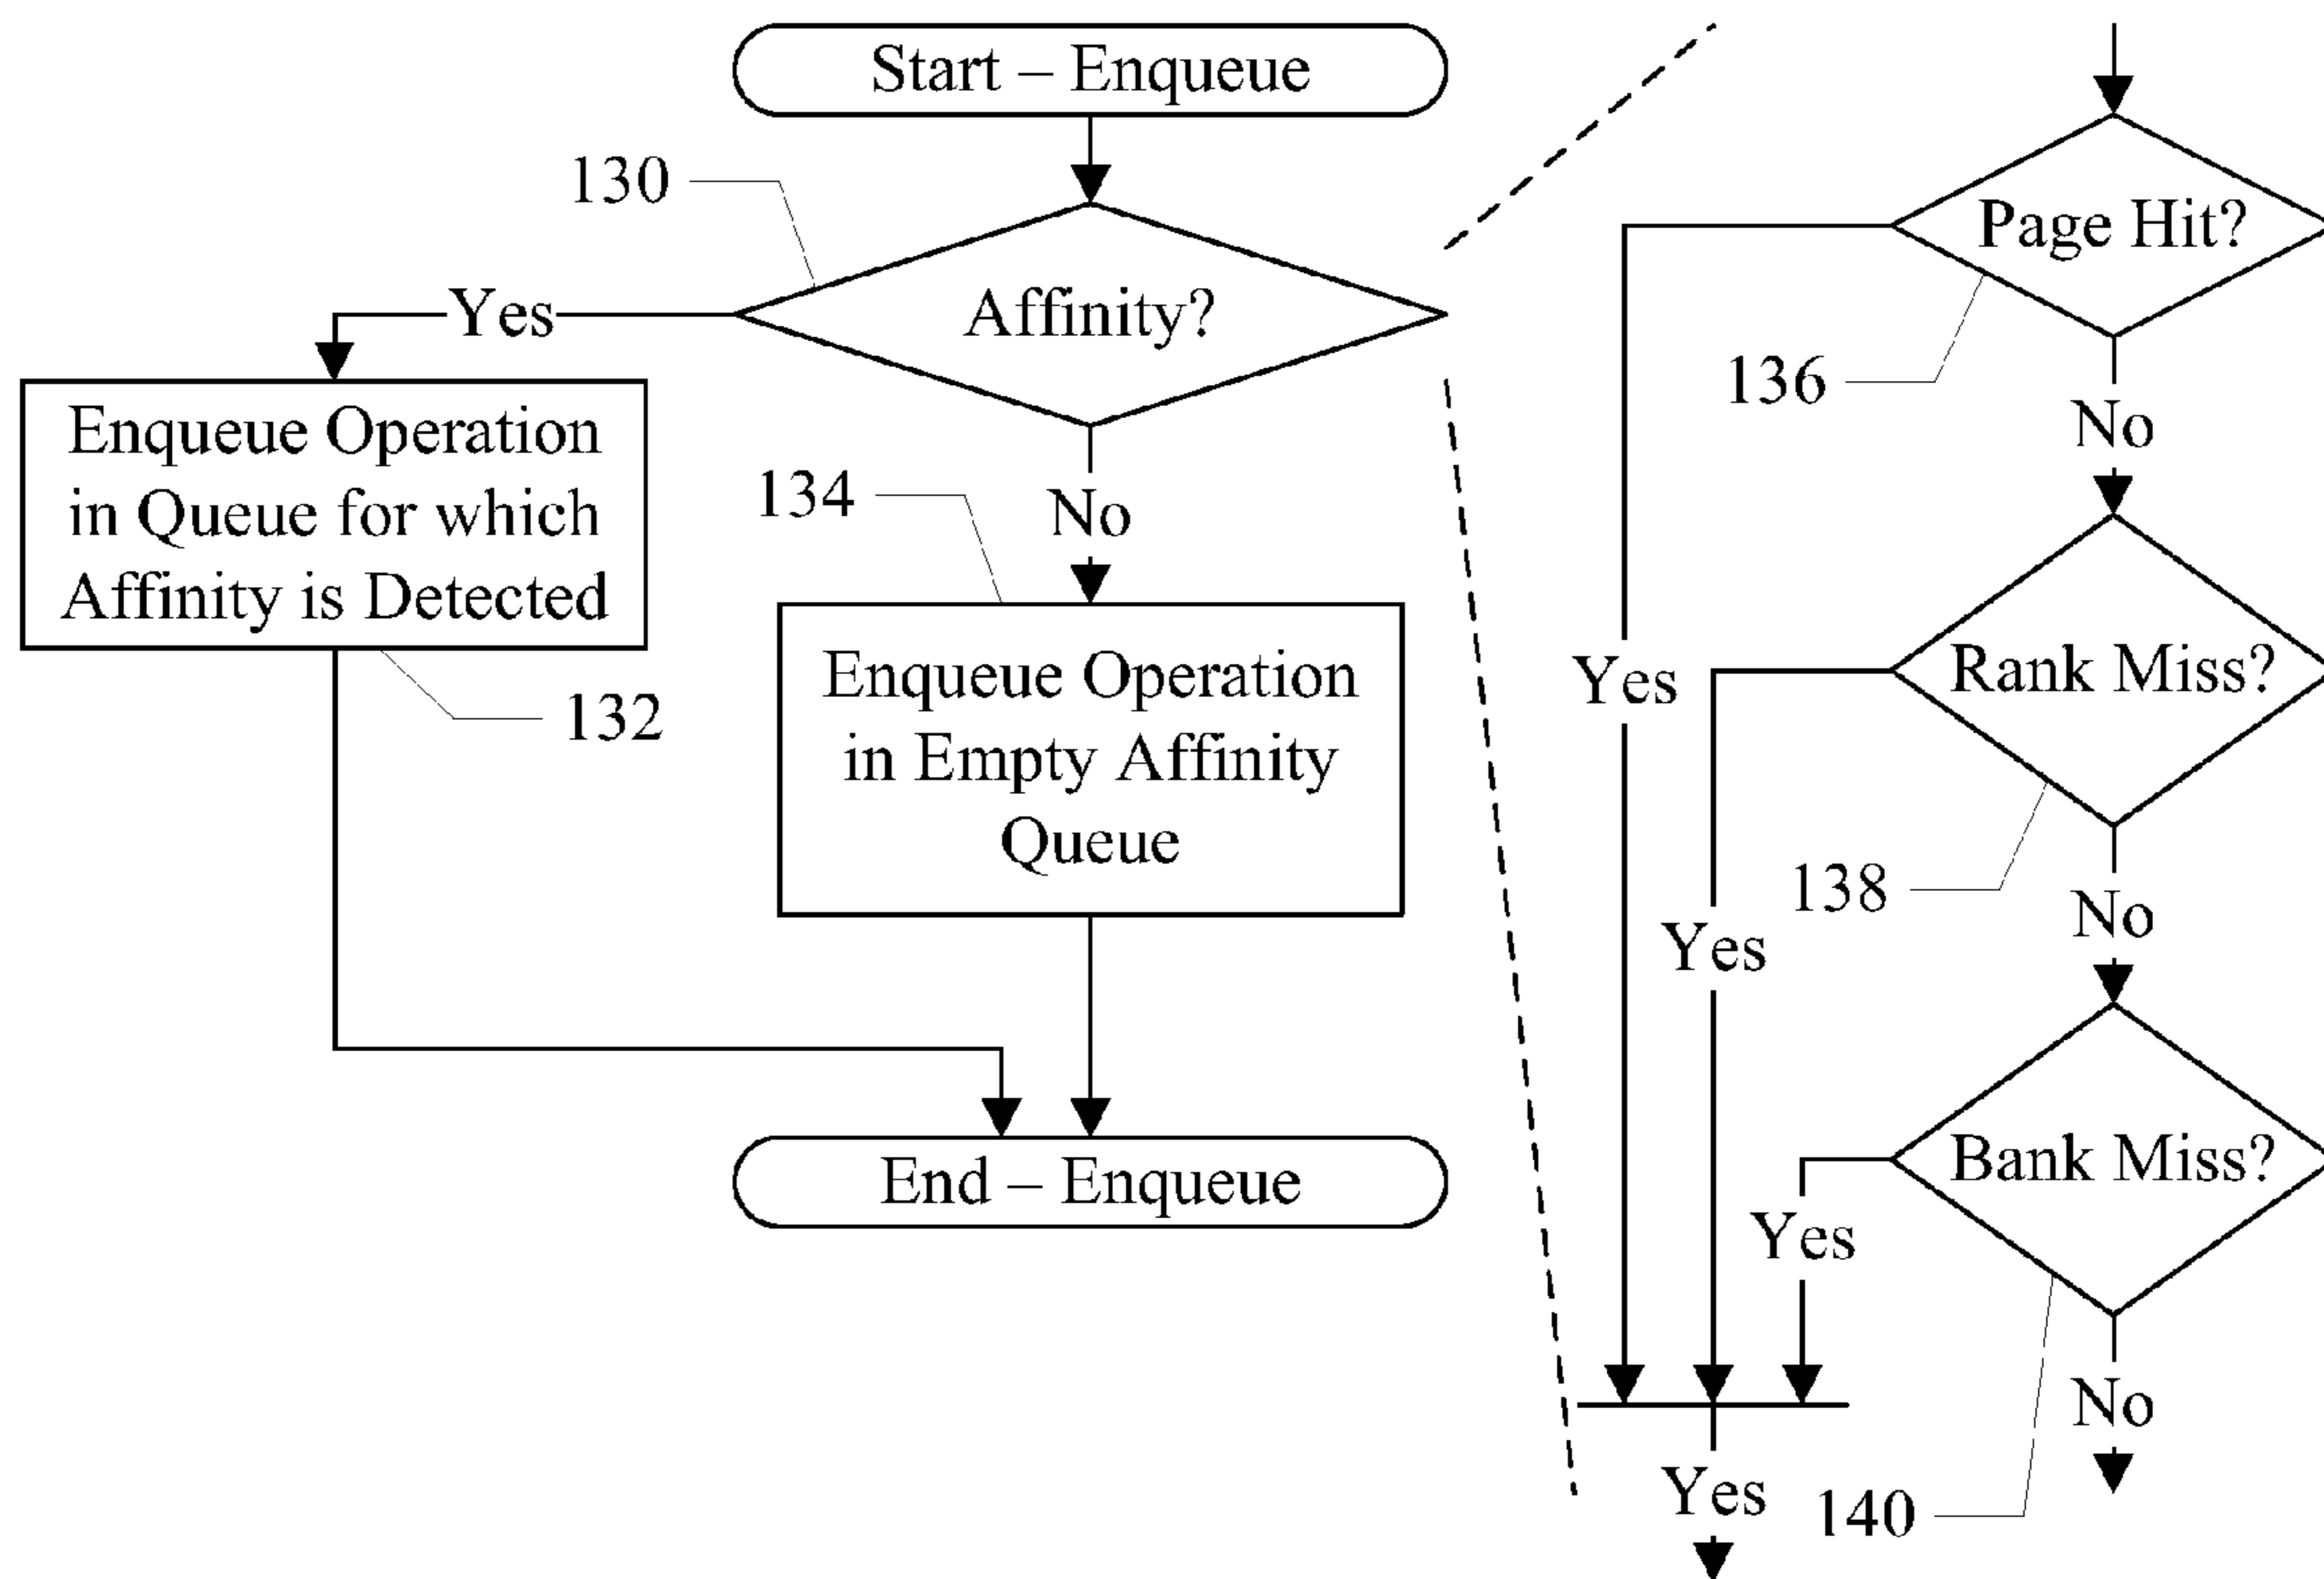 Start – Enqueue
130
Affinity?
Yes
Enqueue Operation
in Queue for which
Affinity is Detected
132
134
No
Enqueue Operation
in Empty Affinity
Queue
End – Enqueue
Page Hit?
136
No
Yes
Rank Miss?
138
No
Yes
Bank Miss?
Yes
140
No
Yes